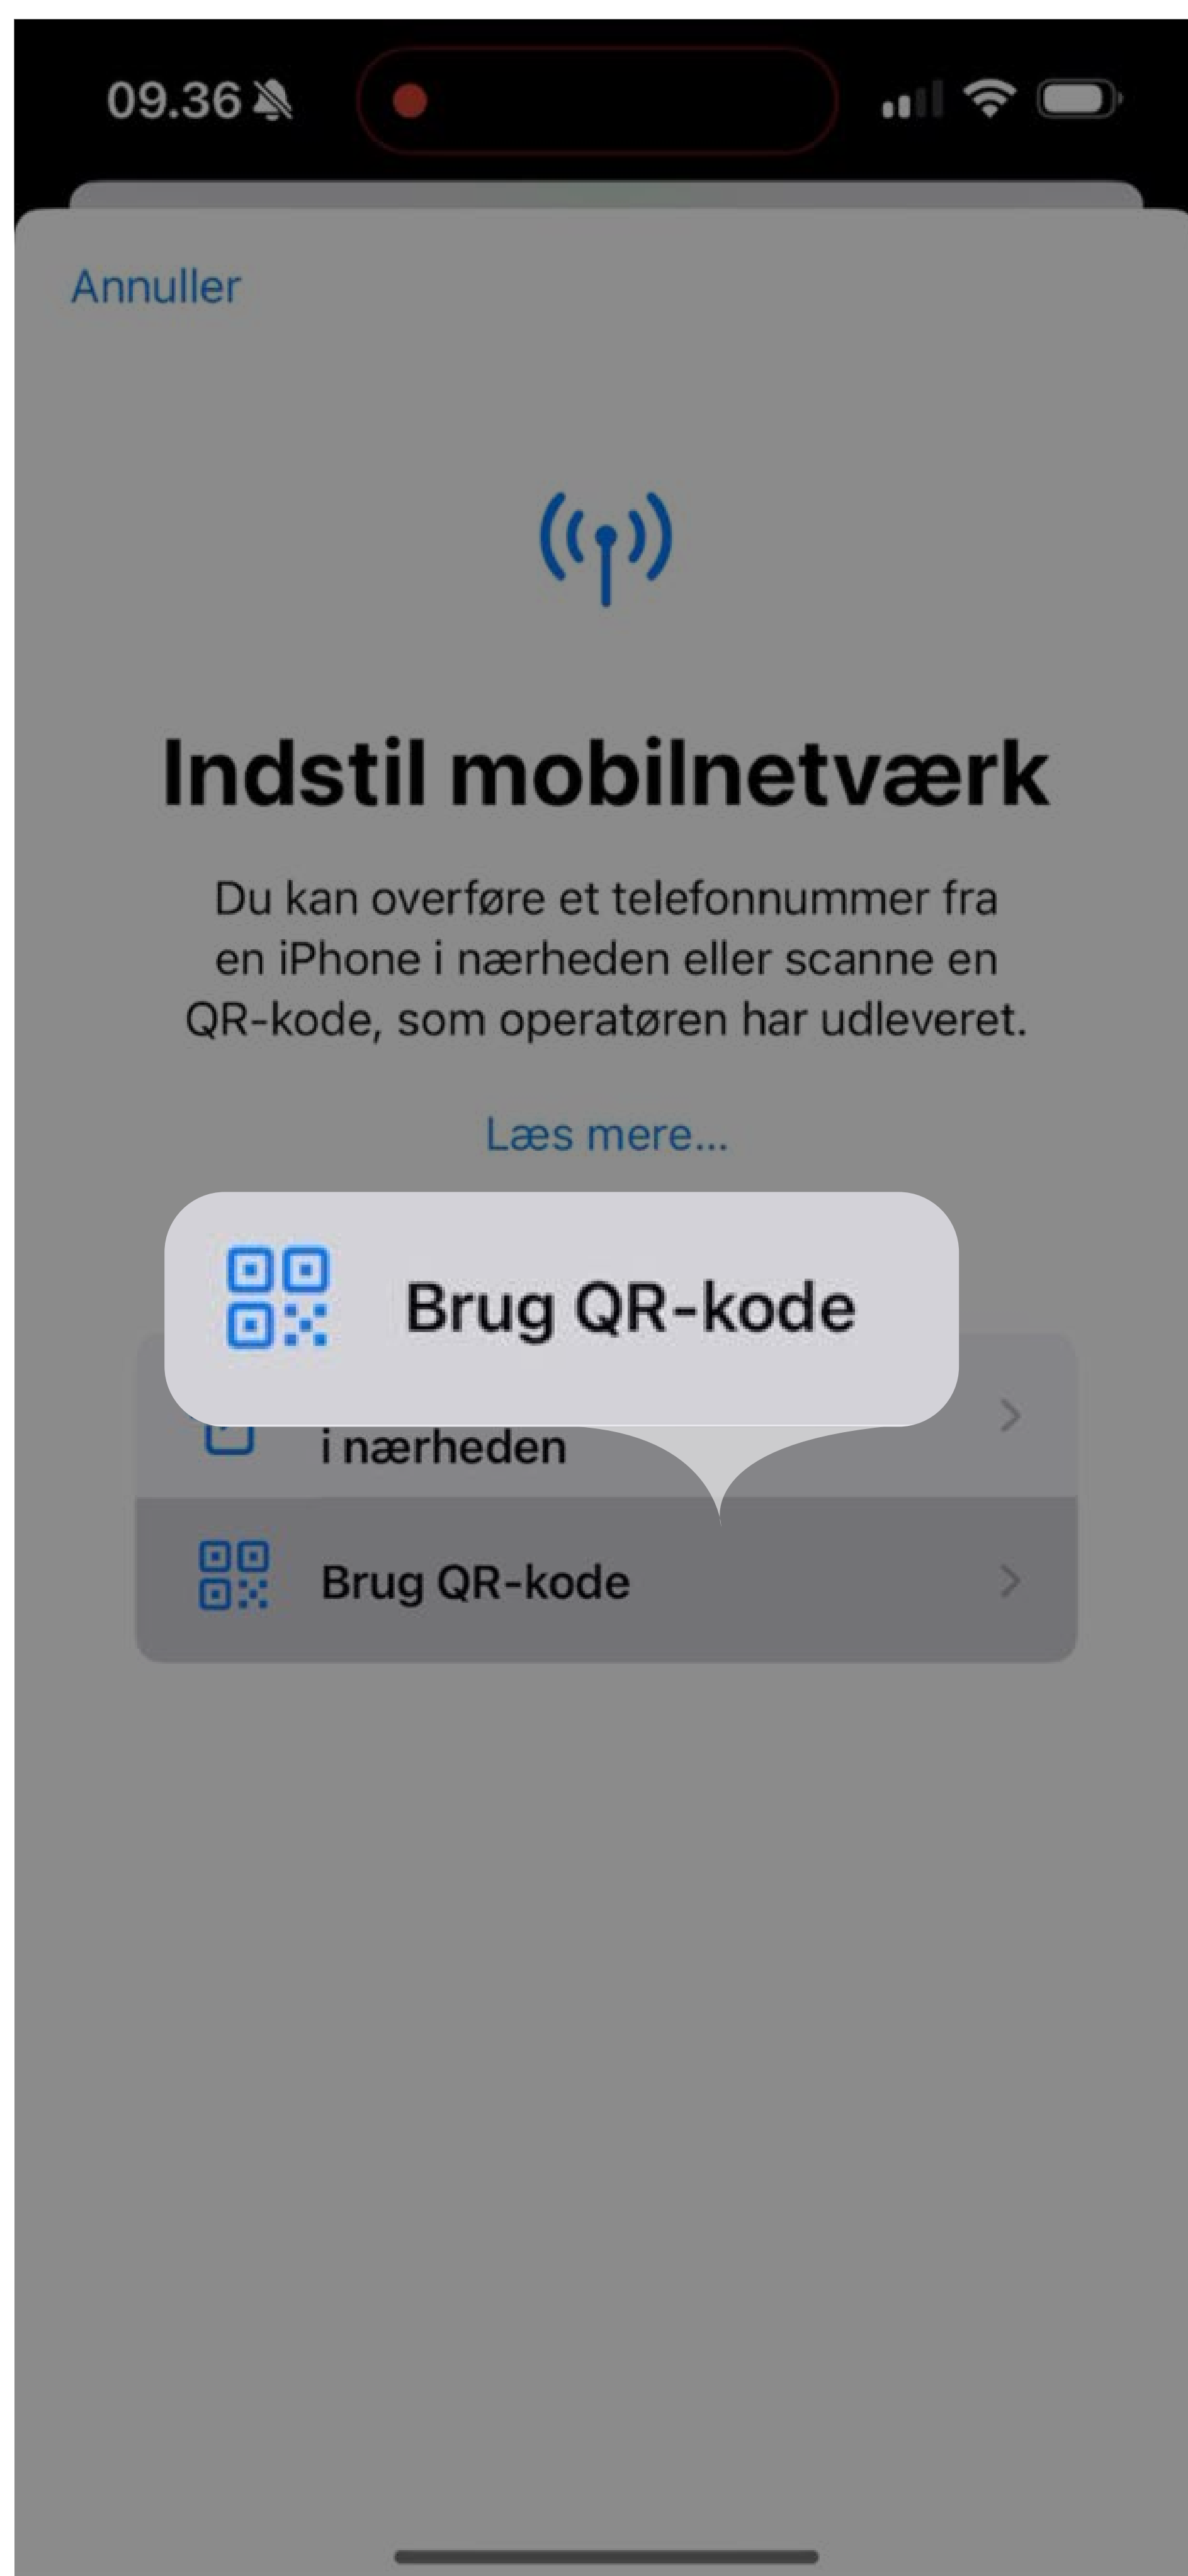 09.36
Annuller
Indstil mobilnetværk
Du kan overføre et telefonnummer fra
en iPhone i nærheden eller scanne en
QR-kode, som operatøren har udleveret.
Læs mere...
Brug QR-kode
i nærheden
Brug QR-kode